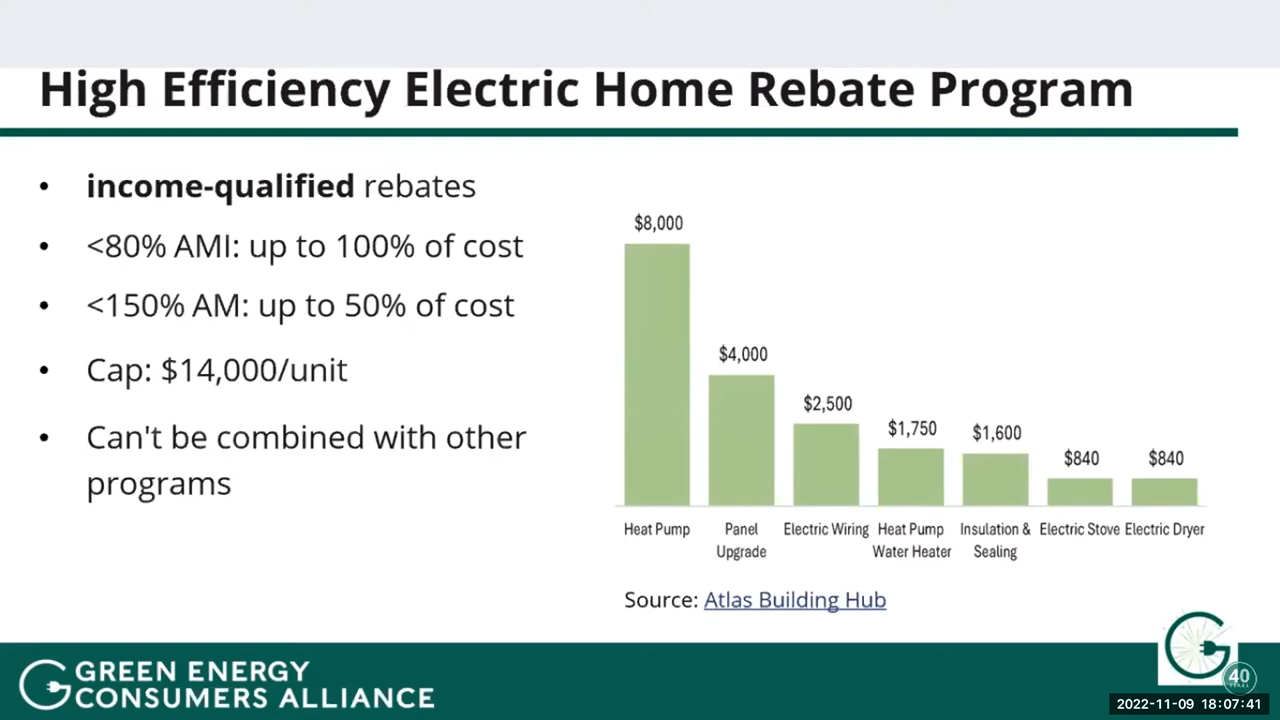 High Efficiency Electric Home Rebate Program
• income-qualified rebates
• <80% AMI: up to 100% of cost
• <150% AM: up to 50% of cost
• Cap: $14,000/unit
• Can't be combined with other
programs
$8,000
$4,000
$2,500
$1,750
$1,600
$840
$840
Heat Pump
Panel
Upgrade
Electric Wiring
Heat Pump
Water Heater
Insulation &
Sealing
Electric Stove
Electric Dryer
Source: Atlas Building Hub
GREEN ENERGY
CONSUMERS ALLIANCE
40
YEARS
2022-11-09 18:07:41